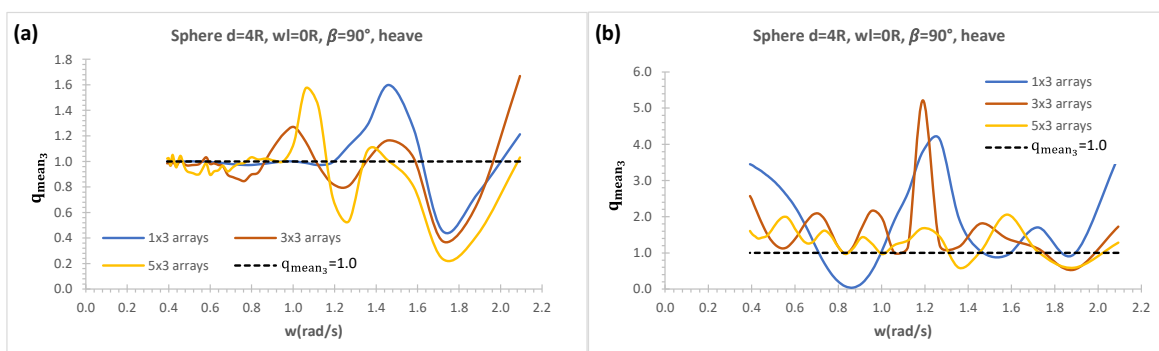 (a)
Sphere d=4R, wl=0R, β=90°, heave
q_mean₃
1.8
1.6
1.4
1.2
1.0
0.8
0.6
0.4
0.2
0.0
1x3 arrays
3x3 arrays
5x3 arrays
q_mean₃=1.0
0.0 0.2 0.4 0.6 0.8 1.0 1.2 1.4 1.6 1.8 2.0 2.2
w(rad/s)
(b)
Sphere d=4R, wl=0R, β=90°, heave
q_mean₃
6.0
5.0
4.0
3.0
2.0
1.0
0.0
1x3 arrays
3x3 arrays
5x3 arrays
q_mean₃=1.0
0.0 0.2 0.4 0.6 0.8 1.0 1.2 1.4 1.6 1.8 2.0 2.2
w(rad/s)